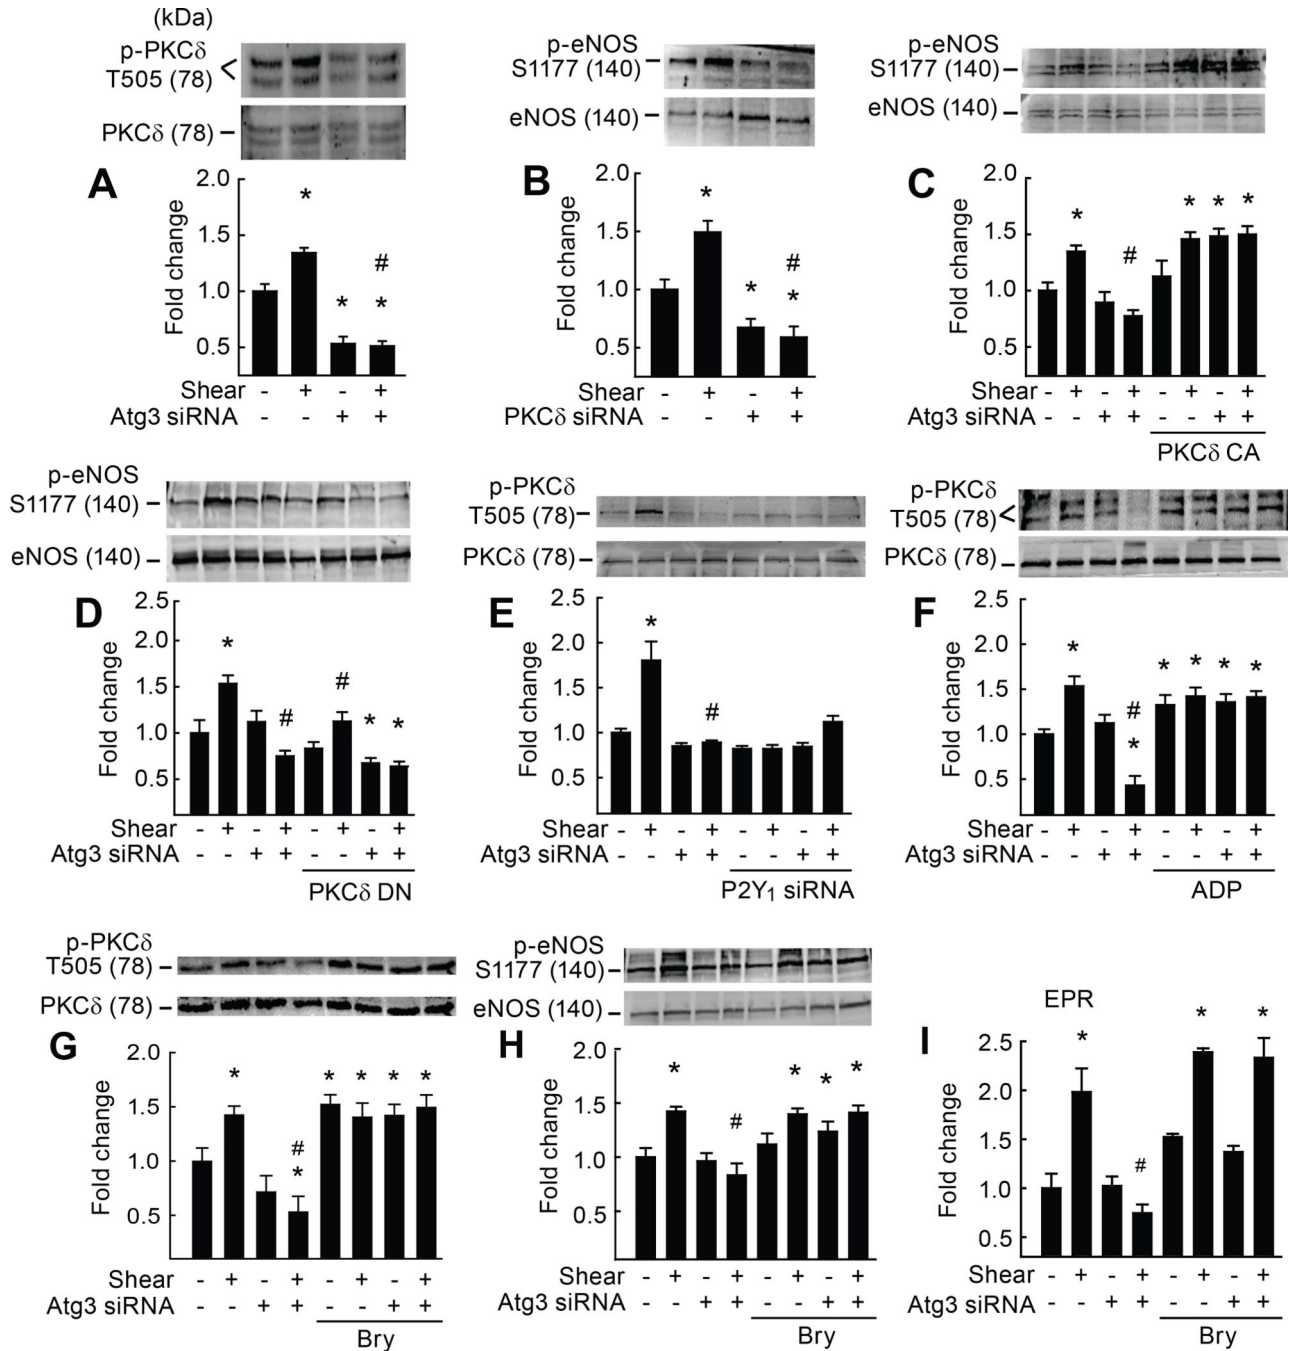 (kDa)
p-PKCδ
T505 (78)
PKCδ (78)
A
Fold change
2.0
1.5
1.0
0.5
*
*
#
*
Shear - + - +
Atg3 siRNA - - + +
p-eNOS
S1177 (140)
eNOS (140)
B
Fold change
2.0
1.5
1.0
0.5
*
*
#
*
Shear - + - +
PKCδ siRNA - - + +
p-eNOS
S1177 (140)
eNOS (140)
C
Fold change
2.0
1.5
1.0
0.5
* # * * *
Shear - + - + - + - +
Atg3 siRNA - - + + - - + +
PKCδ CA
p-eNOS
S1177 (140)
eNOS (140)
D
Fold change
2.5
2.0
1.5
1.0
0.5
* # # * *
Shear - + - + - + - +
Atg3 siRNA - - + + - - + +
PKCδ DN
p-PKCδ
T505 (78)
PKCδ (78)
E
Fold change
2.5
2.0
1.5
1.0
0.5
* #
Shear - + - + - + - +
Atg3 siRNA - - + + - - + +
P2Y₁ siRNA
p-PKCδ
T505 (78)
PKCδ (78)
F
Fold change
2.5
2.0
1.5
1.0
0.5
* # * * * *
*
Shear - + - + - + - +
Atg3 siRNA - - + + - - + +
ADP
p-PKCδ
T505 (78)
PKCδ (78)
G
Fold change
2.0
1.5
1.0
0.5
* # * * * *
*
Shear - + - + - + - +
Atg3 siRNA - - + + - - + +
Bry
p-eNOS
S1177 (140)
eNOS (140)
H
Fold change
2.0
1.5
1.0
0.5
* # * * *
Shear - + - + - + - +
Atg3 siRNA - - + + - - + +
Bry
EPR
I
Fold change
2.5
2.0
1.5
1.0
0.5
* # * *
Shear - + - + - + - +
Atg3 siRNA - - + + - - + +
Bry